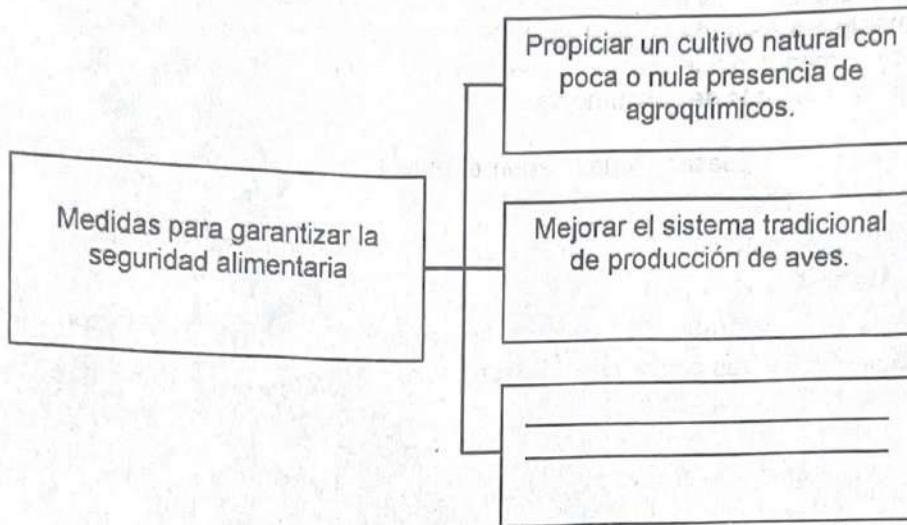 Propiciar un cultivo natural con
poca o nula presencia de
agroquímicos.
Medidas para garantizar la
seguridad alimentaria
Mejorar el sistema tradicional
de producción de aves.